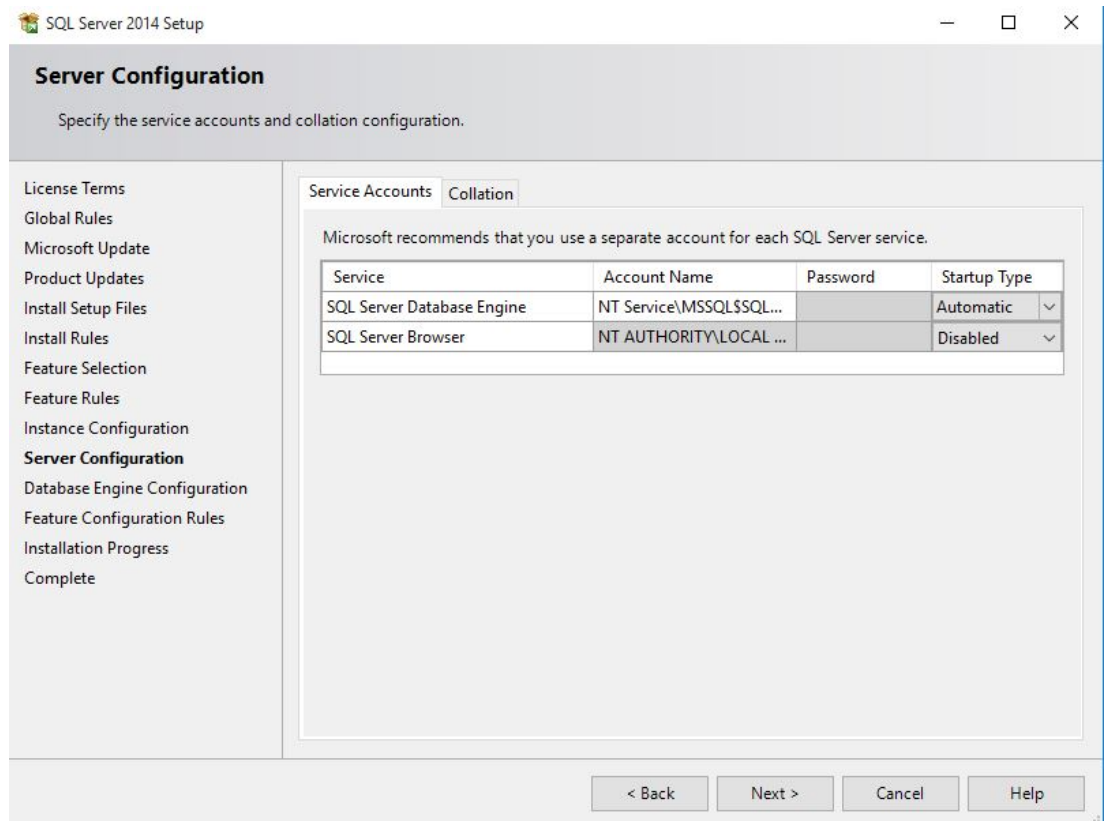 SQL Server 2014 Setup
Server Configuration
Specify the service accounts and collation configuration.
License Terms
Global Rules
Microsoft Update
Product Updates
Install Setup Files
Install Rules
Feature Selection
Feature Rules
Instance Configuration
Server Configuration
Database Engine Configuration
Feature Configuration Rules
Installation Progress
Complete
Service Accounts Collation
Microsoft recommends that you use a separate account for each SQL Server service.
Service Account Name Password Startup Type
SQL Server Database Engine NT Service\MSSQL$SQL... Automatic
SQL Server Browser NT AUTHORITY\LOCAL ... Disabled
< Back Next > Cancel Help